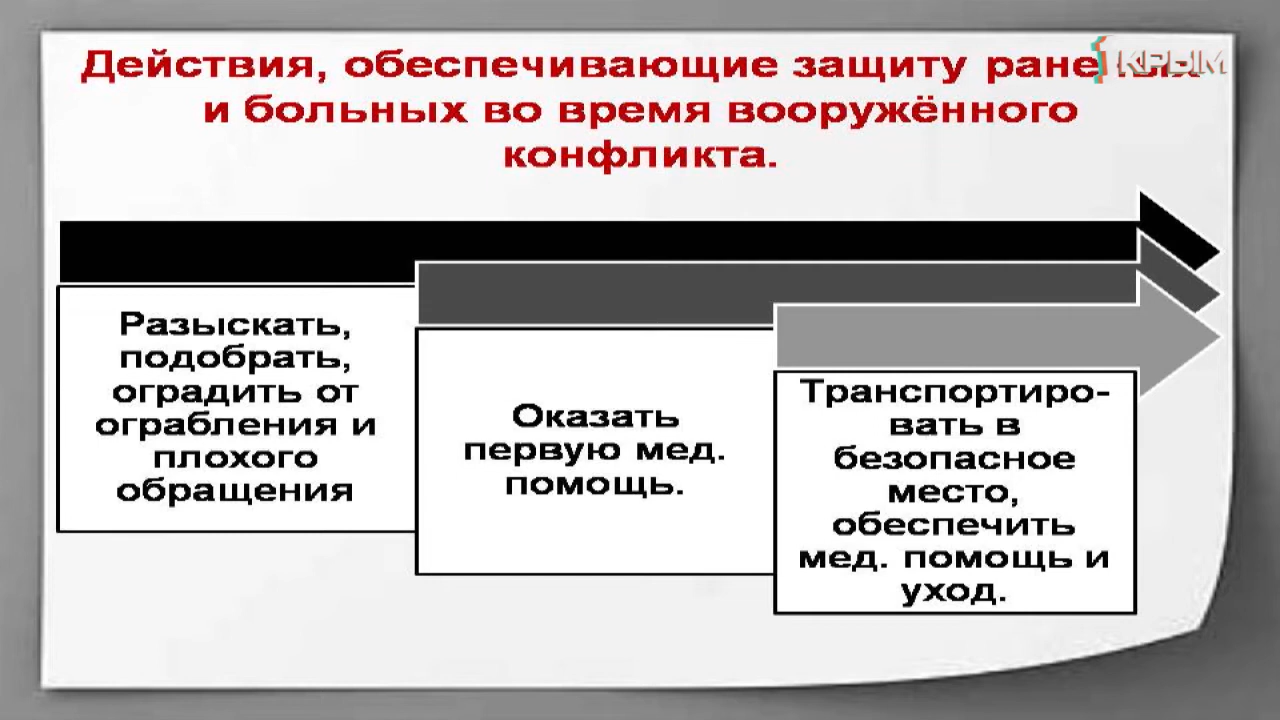 Действия, обеспечивающие защиту
и больных во время вооружённого
конфликта.
1КРЫМ
Разыскать,
подобрать,
оградить от
ограбления и
плохого
обращения
Оказать
первую мед.
помощь.
Транспортиро-
вать в
безопасное
место,
обеспечить
мед. помощь и
уход.